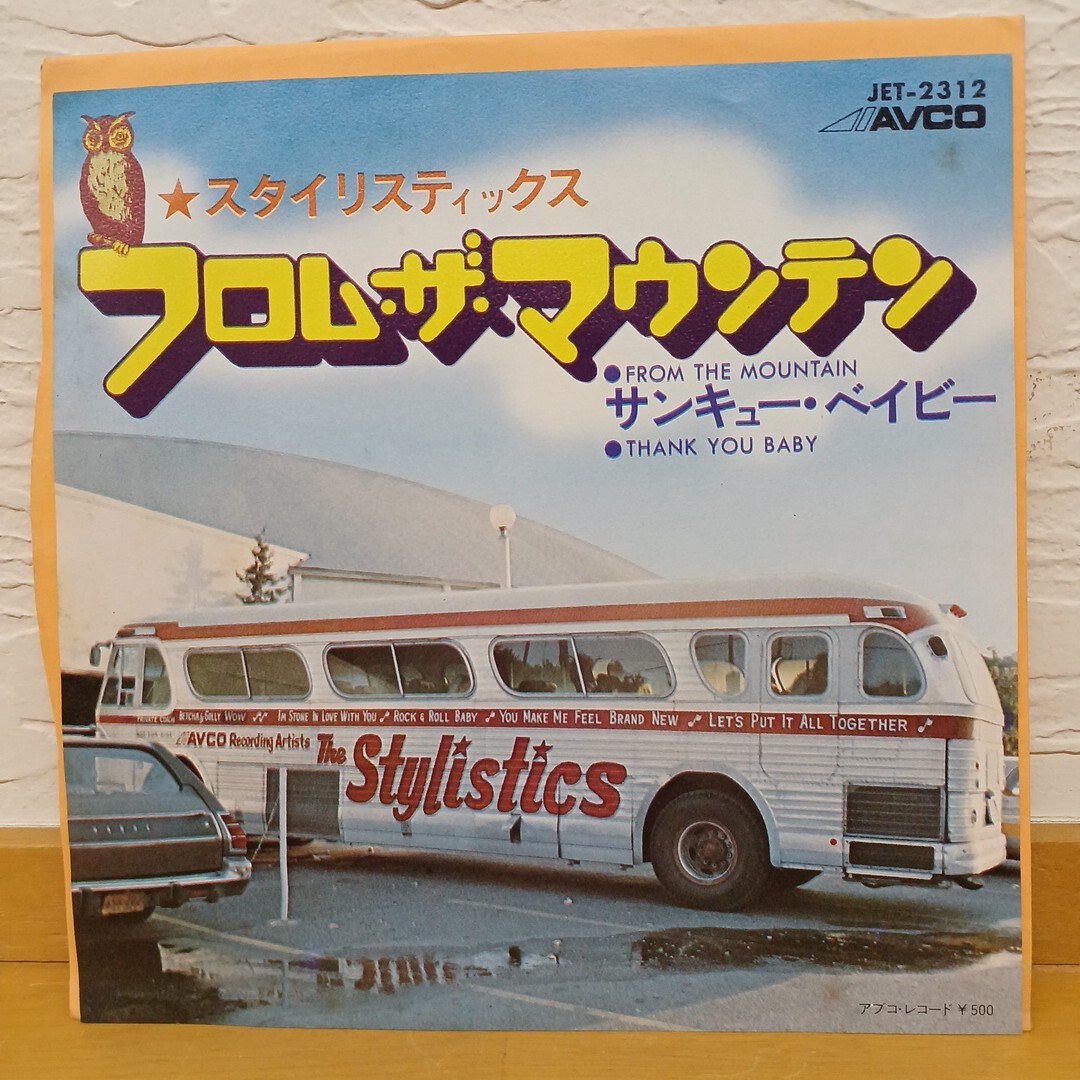 JET-2312
AVCO
★スタイリスティックス
フロム・ザ・マウンテン
●FROM THE MOUNTAIN
サンキュー・ベイビー
●THANK YOU BABY
PRIVATE COACH BETCHA BY GOLLY WOW ♪♪ I'M STONE IN LOVE WITH YOU ♪ ROCK & ROLL BABY ♪ YOU MAKE ME FEEL BRAND NEW ♪ LET'S PUT IT ALL TOGETHER ♪
AVCO Recording Artists The Stylistics
アブコ・レコード ¥500